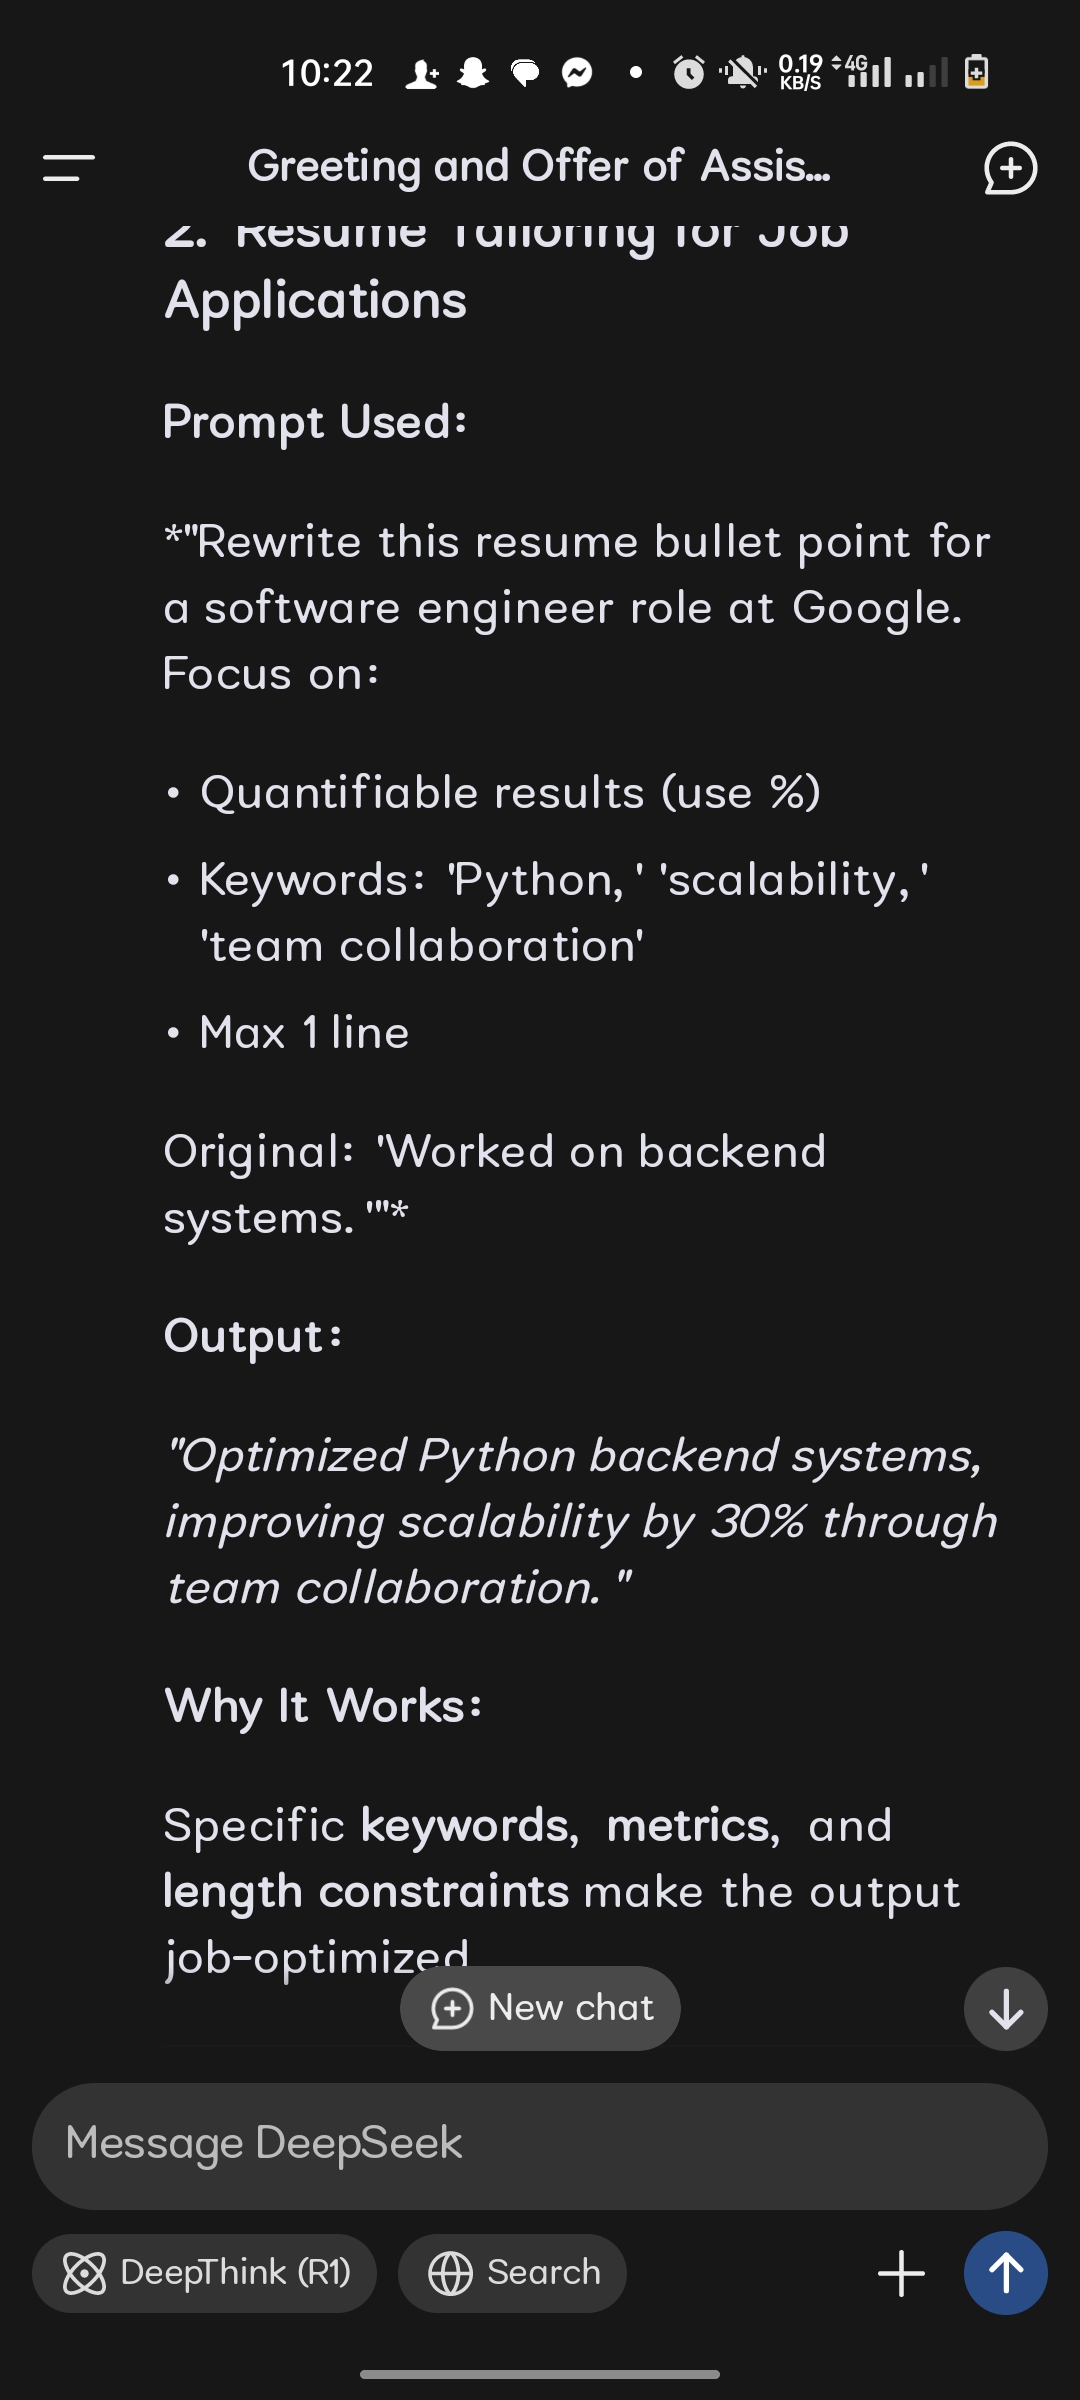 10:22 0.19 KB/S 4G
Greeting and Offer of Assis...
2. Resume Tailoring for Job
Applications
Prompt Used:
*"Rewrite this resume bullet point for
a software engineer role at Google.
Focus on:
• Quantifiable results (use %)
• Keywords: 'Python,' 'scalability,'
'team collaboration'
• Max 1 line
Original: 'Worked on backend
systems.'"*
Output:
"Optimized Python backend systems,
improving scalability by 30% through
team collaboration."
Why It Works:
Specific keywords, metrics, and
length constraints make the output
job-optimized
New chat
Message DeepSeek
DeepThink (R1) Search